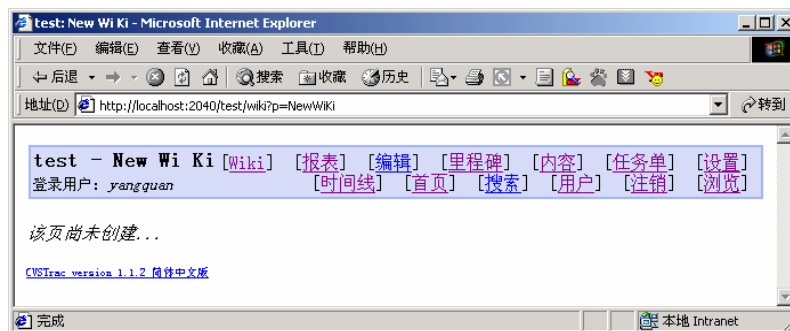 test: New Wi Ki - Microsoft Internet Explorer
文件(F) 编辑(E) 查看(V) 收藏(A) 工具(T) 帮助(H)
后退 搜索 收藏 历史
地址(D) http://localhost:2040/test/wiki?p=NewWiKi 转到
test - New Wi Ki [Wiki] [报表] [编辑] [里程碑] [内容] [任务单] [设置]
登录用户: yangquan [时间线] [首页] [搜索] [用户] [注销] [浏览]
该页尚未创建...
CVSTrac version 1.1.2 简体中文版
完成 本地 Intranet